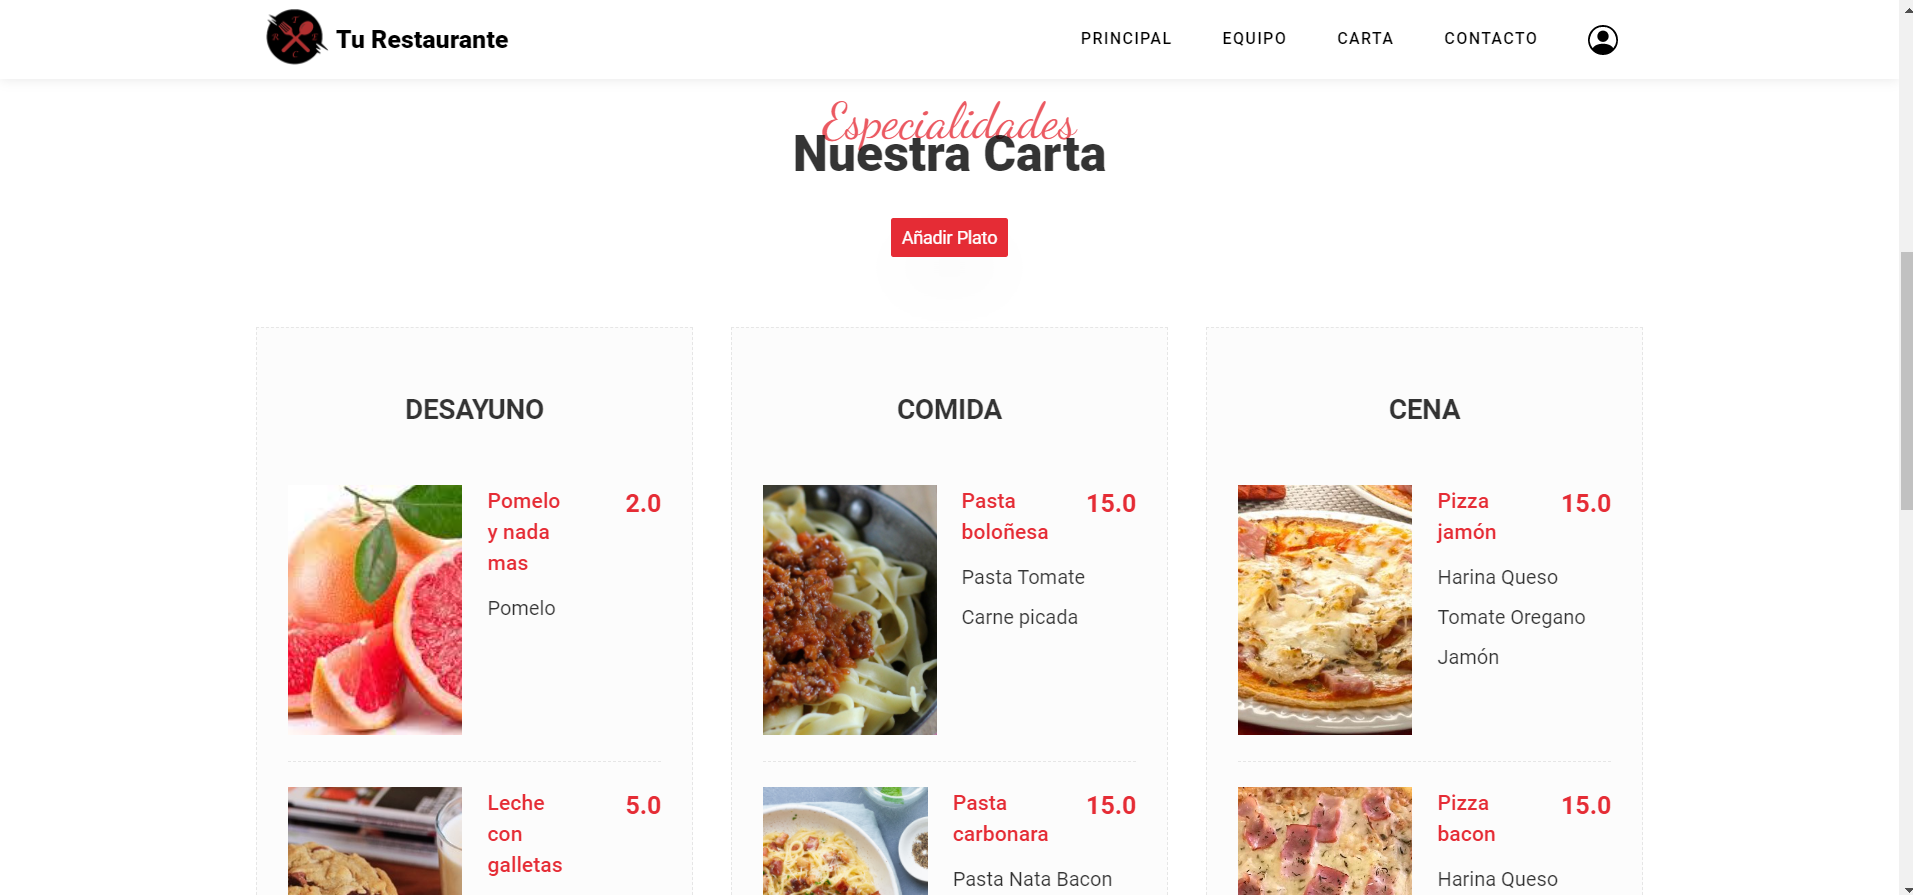 Tu Restaurante
PRINCIPAL
EQUIPO
CARTA
CONTACTO
Especialidades
Nuestra Carta
Añadir Plato
DESAYUNO
Pomelo 2.0
y nada
mas
Pomelo
Leche 5.0
con
galletas
COMIDA
Pasta 15.0
boloñesa
Pasta Tomate
Carne picada
Pasta 15.0
carbonara
Pasta Nata Bacon
CENA
Pizza 15.0
jamón
Harina Queso
Tomate Oregano
Jamón
Pizza 15.0
bacon
Harina Queso